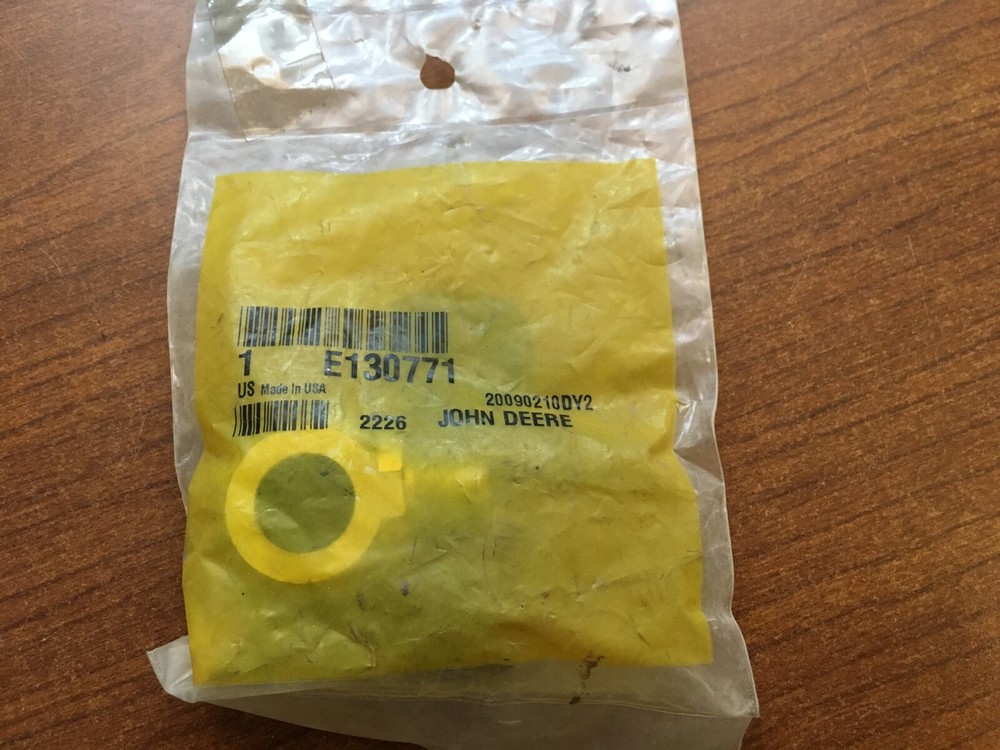 1 E130771
US Made In USA
20090210DY2
2226 JOHN DEERE